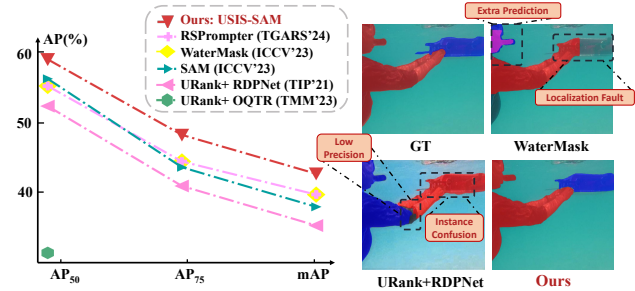 AP(%)
60
50
40
AP50
AP75
mAP
Ours: USIS-SAM
RSPrompter (TGARS'24)
WaterMask (ICCV'23)
SAM (ICCV'23)
URank+ RDPNet (TIP'21)
URank+ OQTR (TMM'23)
Extra Prediction
Localization Fault
GT
WaterMask
Low
Precision
Instance
Confusion
URank+RDPNet
Ours